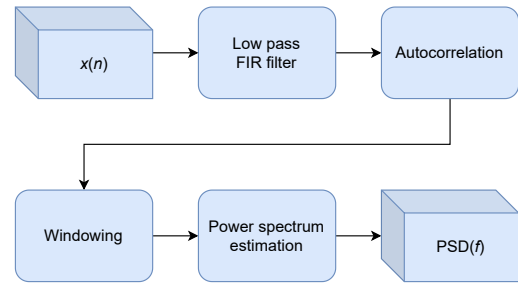 x(n)
Low pass
FIR filter
Autocorrelation
Windowing
Power spectrum
estimation
PSD(f)